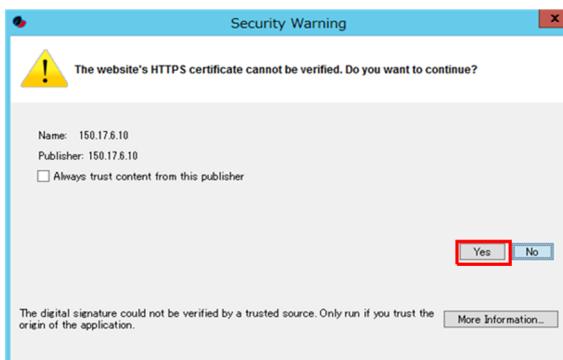 Security Warning
x
The website's HTTPS certificate cannot be verified. Do you want to continue?
Name: 150.17.6.10
Publisher: 150.17.6.10
Always trust content from this publisher
Yes No
The digital signature could not be verified by a trusted source. Only run if you trust the
origin of the application.
More Information...